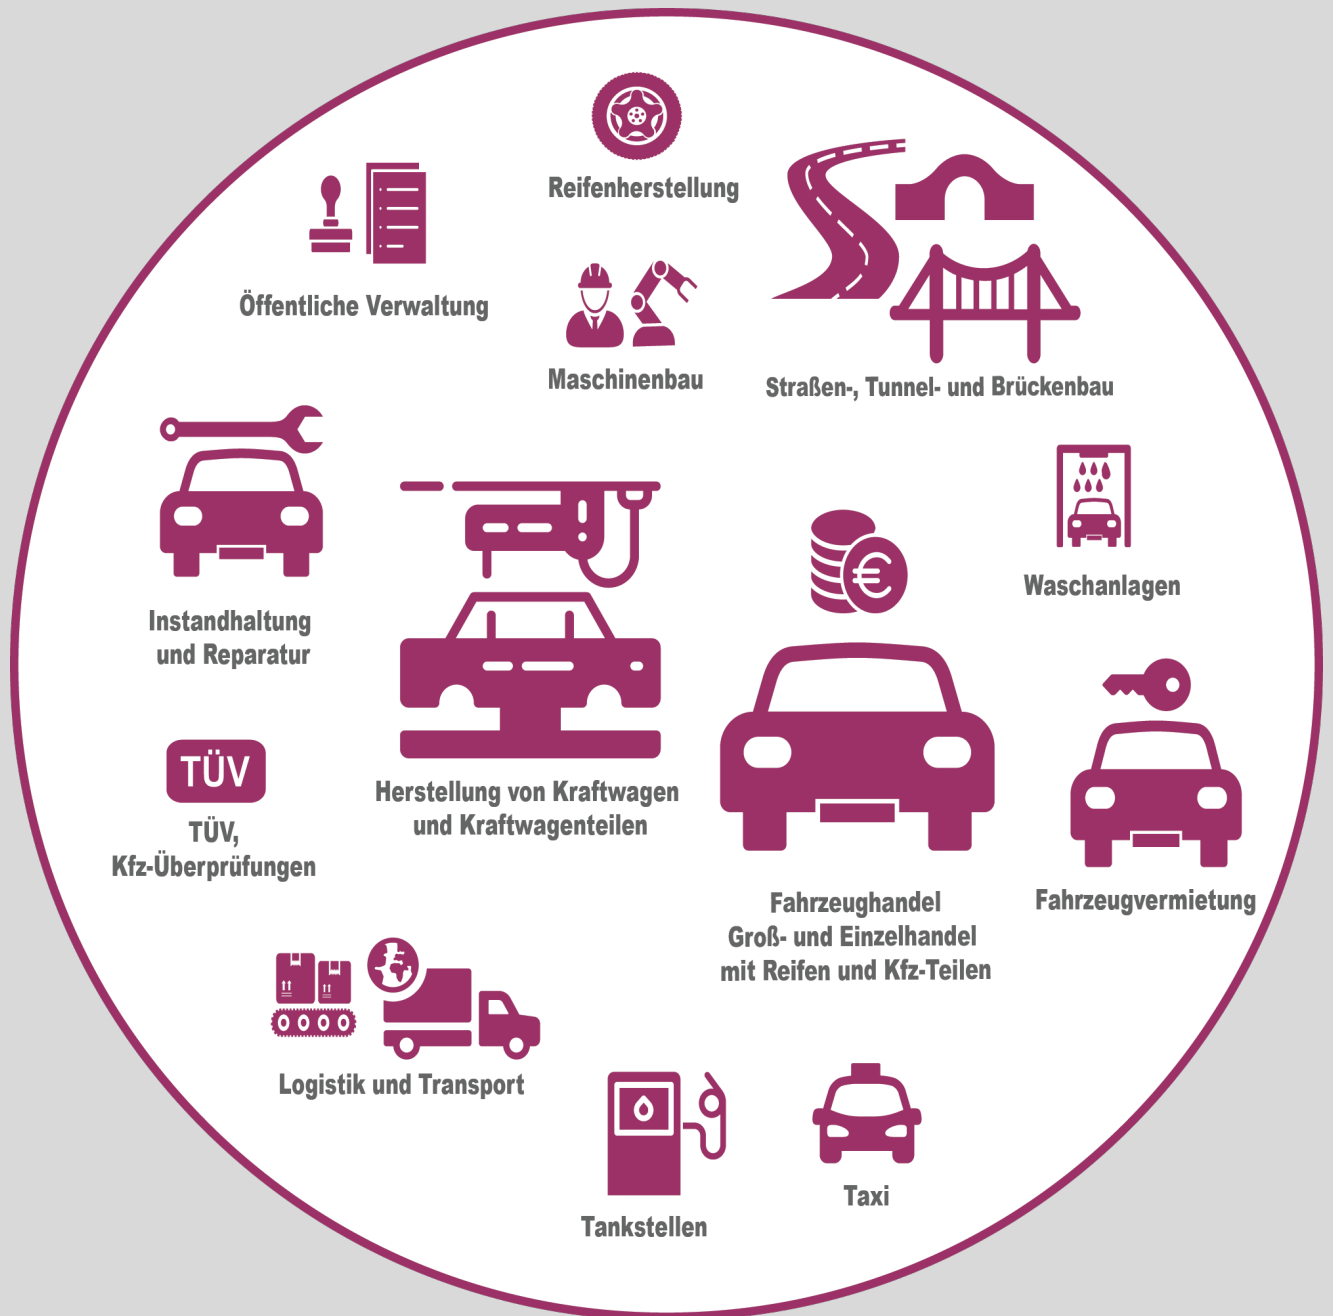 Reifenherstellung
Öffentliche Verwaltung
Maschinenbau
Straßen-, Tunnel- und Brückenbau
Instandhaltung
und Reparatur
Waschanlagen
€
TÜV
TÜV,
Kfz-Überprüfungen
Herstellung von Kraftwagen
und Kraftwagenteilen
Fahrzeughandel
Groß- und Einzelhandel
mit Reifen und Kfz-Teilen
Fahrzeugvermietung
Logistik und Transport
Tankstellen
Taxi